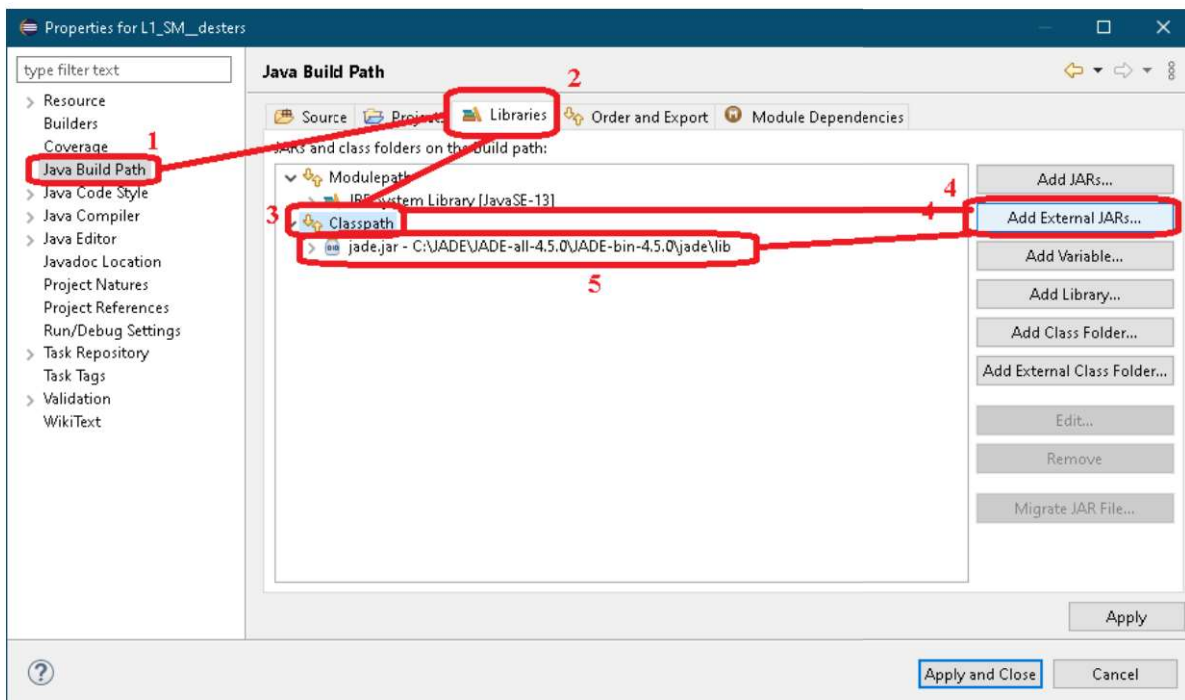 Properties for L1_SM__desters
type filter text
Resource
Builders
Coverage
Java Build Path
Java Code Style
Java Compiler
Java Editor
Javadoc Location
Project Natures
Project References
Run/Debug Settings
Task Repository
Task Tags
Validation
WikiText
1
Java Build Path
2
Source Projects Libraries Order and Export Module Dependencies
JARs and class folders on the build path:
Modulepath
JRE System Library [JavaSE-13]
3 Classpath
jade.jar - C:\JADE\JADE-all-4.5.0\JADE-bin-4.5.0\jade\lib
5
Add JARs...
4
4
Add External JARs...
Add Variable...
Add Library...
Add Class Folder...
Add External Class Folder...
Edit...
Remove
Migrate JAR File...
Apply
? Apply and Close Cancel